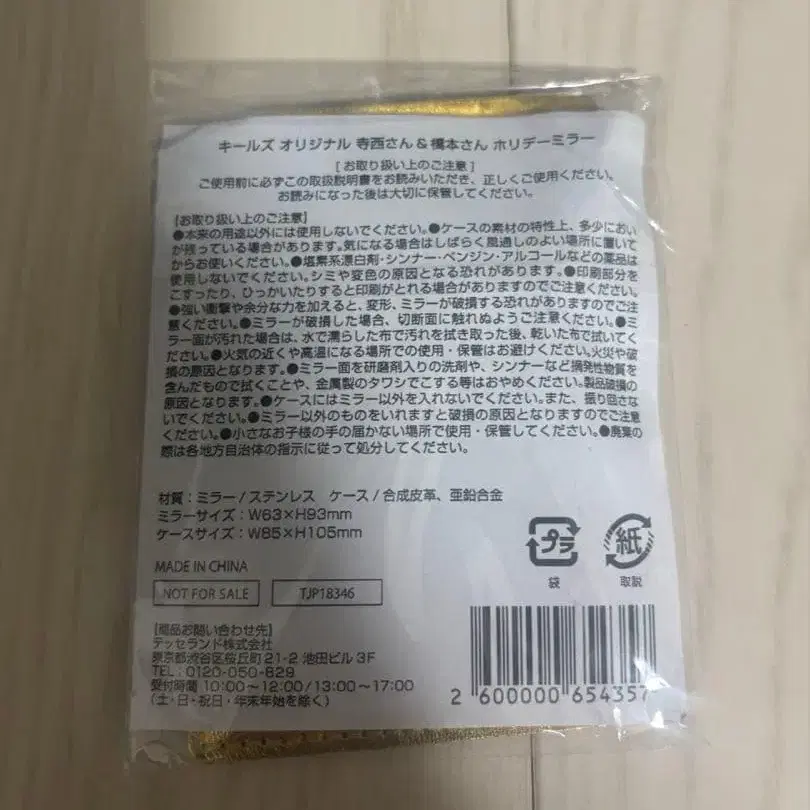 キールズ オリジナル 寺西さん&橋本さん ホリデーミラー
[お取り扱い上のご注意]
ご使用前に必ずこの取扱説明書をお読みいただき、正しくご使用ください。
お読みになった後は大切に保管してください。
【お取り扱い上のご注意】
●本来の用途以外には使用しないでください。●ケースの素材の特性上、多少におい
が残っている場合があります。気になる場合はしばらく風通しのよい場所に置いて
からお使いください。●塩素系漂白剤・シンナー・ベンジン・アルコールなどの薬品は
使用しないでください。シミや変色の原因となる恐れがあります。●印刷部分を
こすったり、ひっかいたりすると印刷がとれる場合がありますのでご注意ください。
●強い衝撃や余分な力を加えると、変形、ミラーが破損する恐れがありますのでご注
意ください。●ミラーが破損した場合、切断面に触れぬようご注意ください。●ミ
ラー面が汚れた場合は、水で濡らした布で汚れを拭き取った後、乾いた布で拭いてく
ださい。●火気の近くや高温になる場所での使用・保管はお避けください。火災や破
損の原因となります。●ミラー面を研磨剤入りの洗剤や、シンナーなど揮発性物質を
含んだもので拭くことや、金属製のタワシでこする等はおやめください。製品破損の
原因となります。●ケースにはミラー以外を入れないでください。また、振り回さな
いでください。●ミラー以外のものをいれますと破損の原因となりますのでご注意
ください。●小さなお子様の手の届かない場所で使用・保管してください。●廃棄の
際は各地方自治体の指示に従って処分してください。
材質:ミラー/ステンレス ケース/合成皮革、亜鉛合金
ミラーサイズ:W63×H93mm
ケースサイズ:W85×H105mm
プラ
袋
紙
取説
MADE IN CHINA
NOT FOR SALE
TJP18346
【商品お問い合わせ先】
テッセランド株式会社
東京都渋谷区桜丘町21-2 池田ビル 3F
TEL:0120-050-829
受付時間 10:00~12:00/13:00~17:00
(土・日・祝日・年末年始を除く)
2 600000 654357